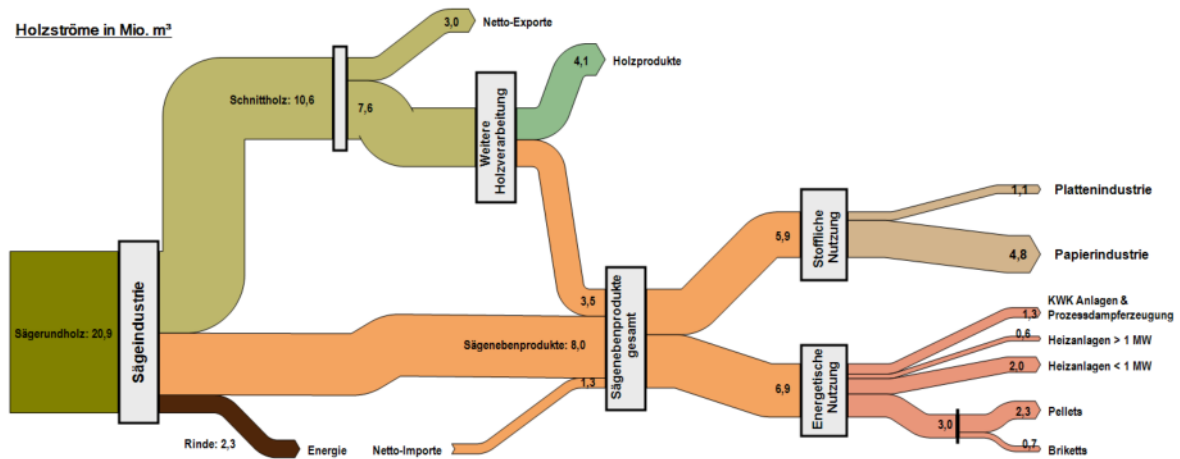 Holzströme in Mio. m³
3,0
Netto-Exporte
4,1
Holzprodukte
Schnittholz: 10,6
7,6
Weitere
Holzverarbeitung
Sägerundholz: 20,9
Sägeindustrie
Sägenebenprodukte: 8,0
3,5
1,3
Sägenebenprodukte
gesamt
Rinde: 2,3
Energie
Netto-Importe
5,9
Stoffliche
Nutzung
1,1
Plattenindustrie
4,8
Papierindustrie
6,9
Energetische
Nutzung
KWK Anlagen &
Prozessdampferzeugung
1,3
0,6
Heizanlagen > 1 MW
2,0
Heizanlagen < 1 MW
3,0
2,3
Pellets
0,7
Briketts